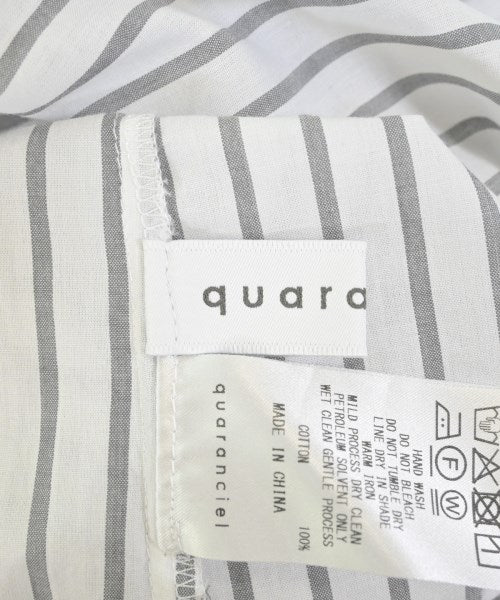 quara
quaranciel
MADE IN CHINA
COTTON 100%
WET CLEAN GENTLE PROCESS
PETROLEUM SOLVENT ONLY
MILD PROCESS DRY CLEAN
WARM IRON
LINE DRY IN SHADE
DO NOT TUMBLE DRY
DO NOT BLEACH
HAND WASH
F
W